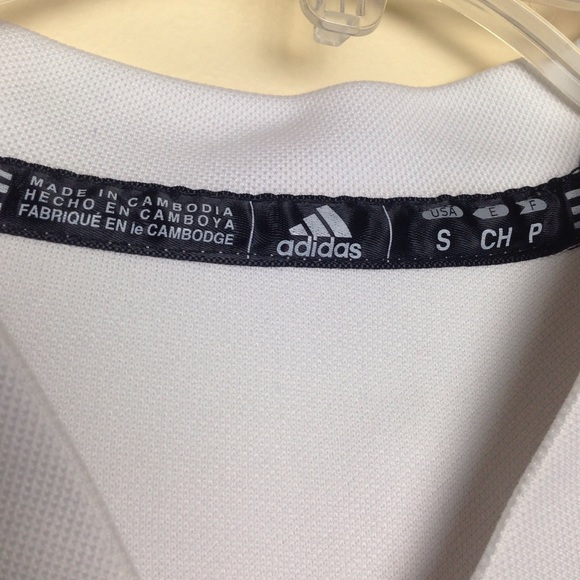 MADE IN CAMBODIA
HECHO EN CAMBOYA
FABRIQUÉ EN le CAMBODGE
adidas
USA E F
S CH P